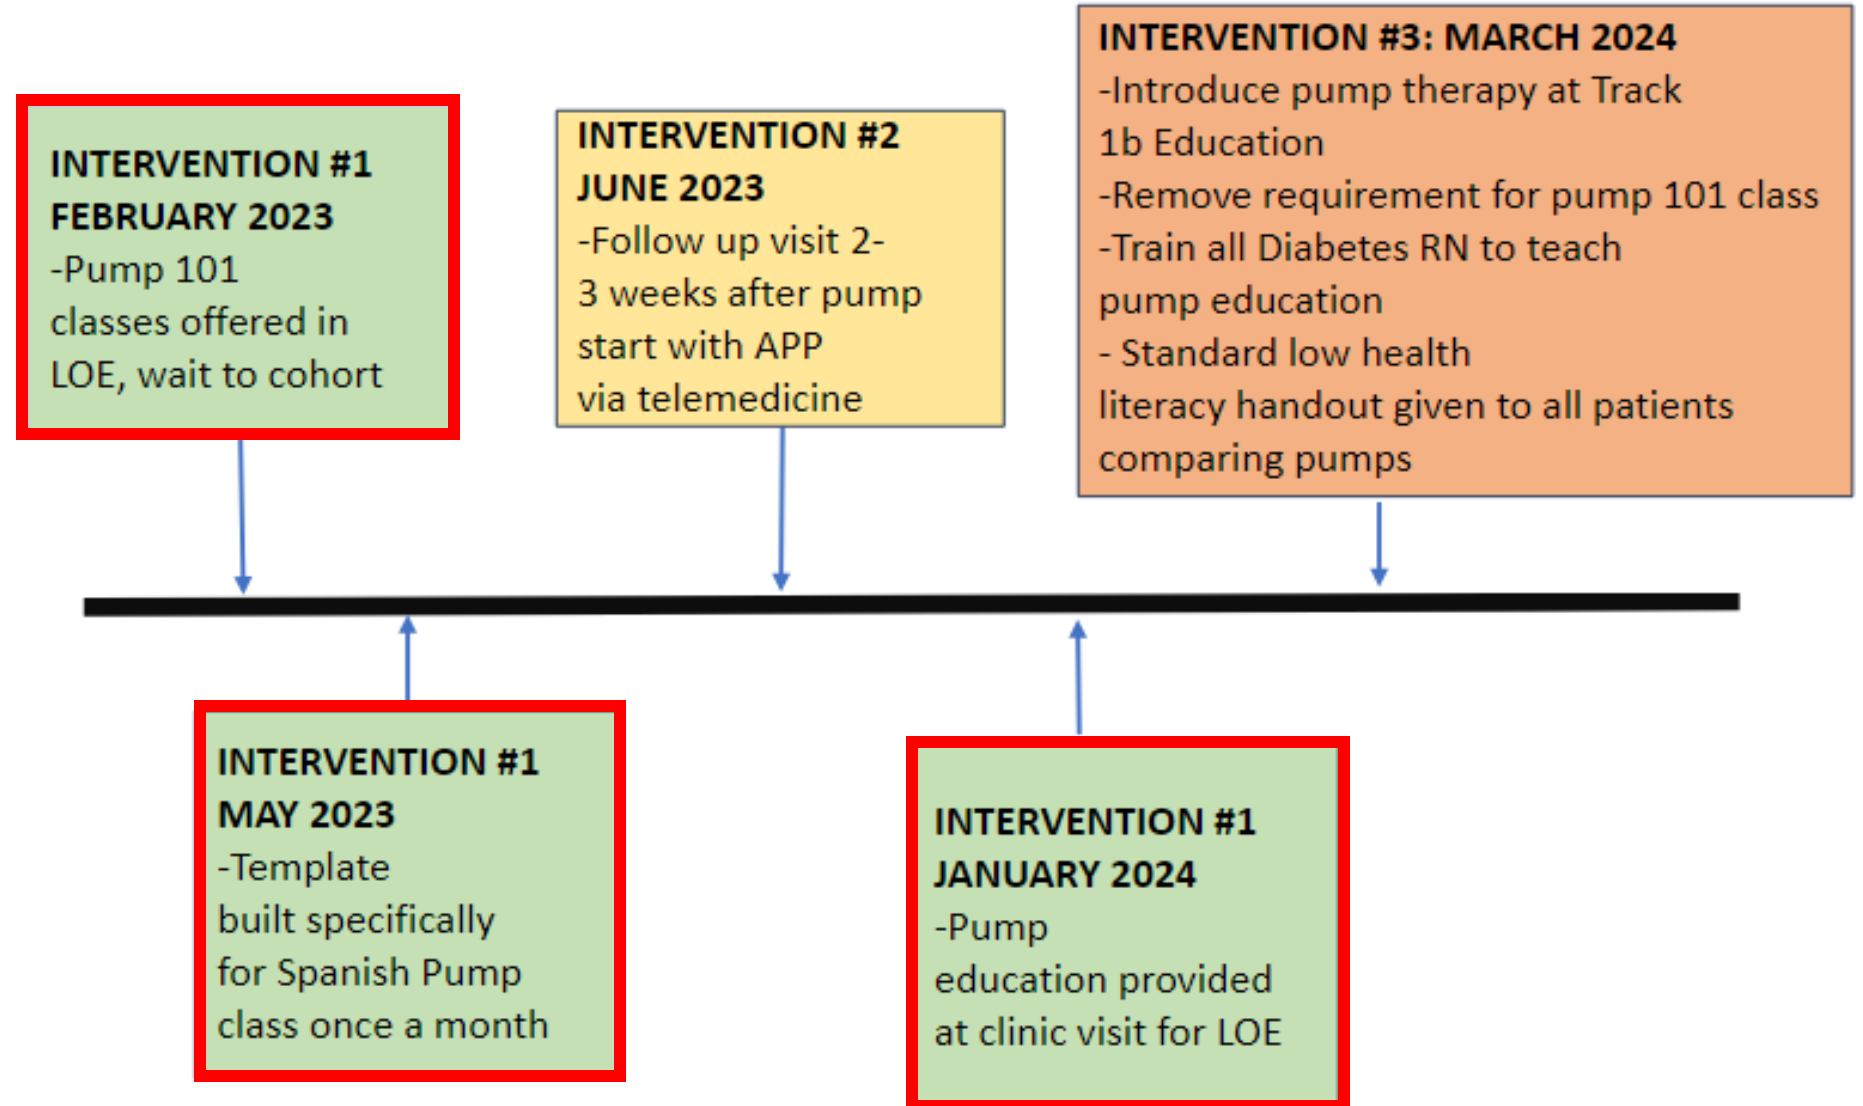 INTERVENTION #1
FEBRUARY 2023
-Pump 101
classes offered in
LOE, wait to cohort
INTERVENTION #2
JUNE 2023
-Follow up visit 2-
3 weeks after pump
start with APP
via telemedicine
INTERVENTION #3: MARCH 2024
-Introduce pump therapy at Track
1b Education
-Remove requirement for pump 101 class
-Train all Diabetes RN to teach
pump education
- Standard low health
literacy handout given to all patients
comparing pumps
INTERVENTION #1
MAY 2023
-Template
built specifically
for Spanish Pump
class once a month
INTERVENTION #1
JANUARY 2024
-Pump
education provided
at clinic visit for LOE